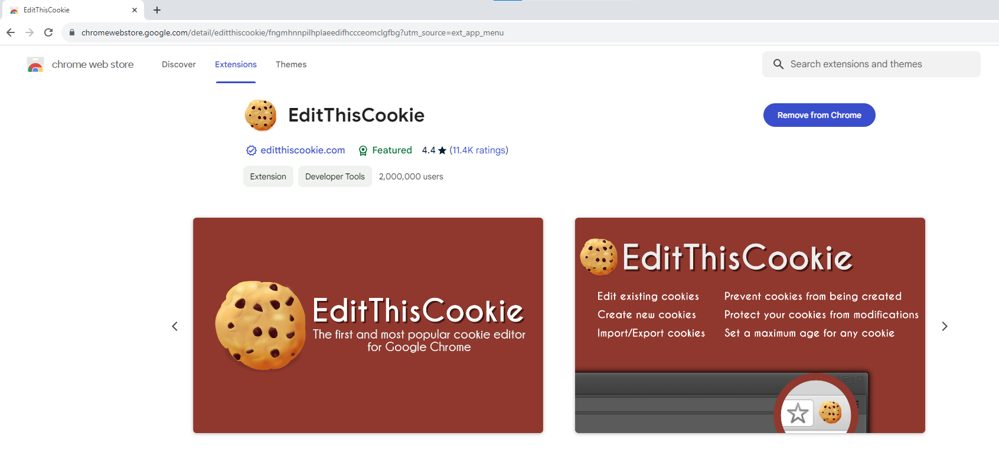 EditThisCookie
chromewebstore.google.com/detail/editthiscookie/fngmhnnpilhplaeedifhccceomclgfbg?utm_source=ext_app_menu
chrome web store Discover Extensions Themes Search extensions and themes
EditThisCookie Remove from Chrome
editthiscookie.com Featured 4.4 ★ (11.4K ratings)
Extension Developer Tools 2,000,000 users
EditThisCookie
The first and most popular cookie editor
for Google Chrome
EditThisCookie
Edit existing cookies Prevent cookies from being created
Create new cookies Protect your cookies from modifications
Import/Export cookies Set a maximum age for any cookie